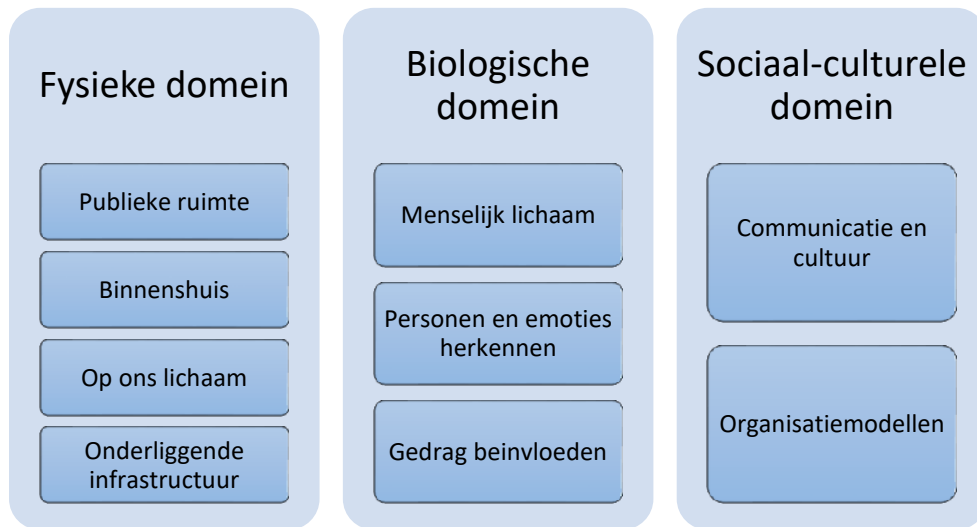 Fysieke domein
Publieke ruimte
Binnenshuis
Op ons lichaam
Onderliggende
infrastructuur
Biologische
domein
Menselijk lichaam
Personen en emoties
herkennen
Gedrag beinvloeden
Sociaal-culturele
domein
Communicatie en
cultuur
Organisatiemodellen